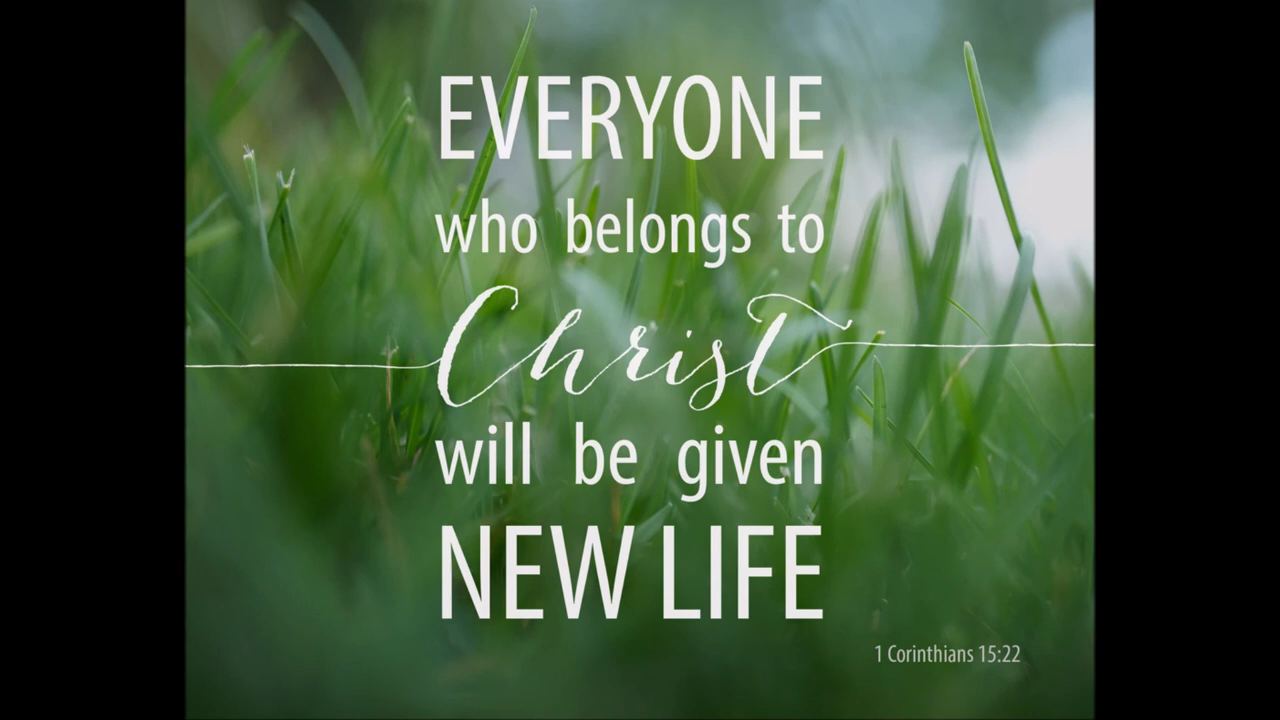 EVERYONE
who belongs to
Christ
will be given
NEW LIFE
1 Corinthians 15:22